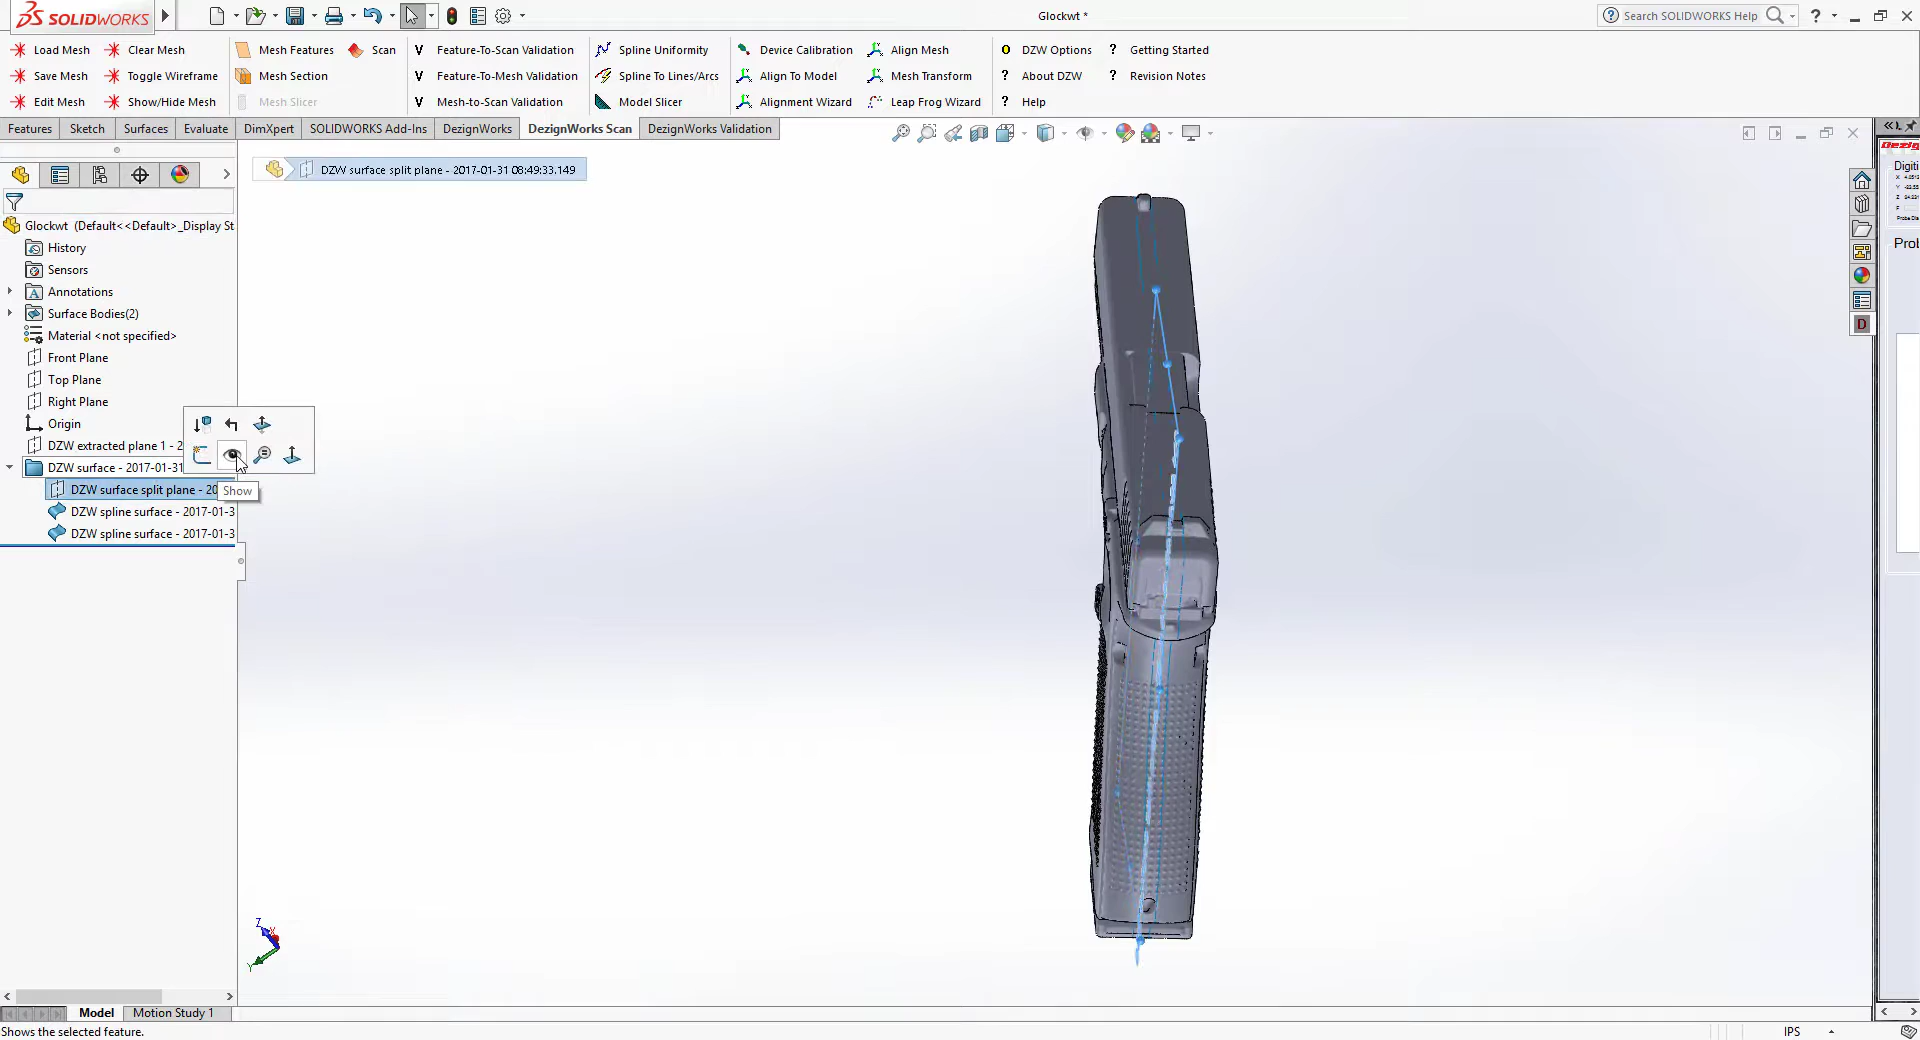 SOLIDWORKS
Glockwt *
Search SOLIDWORKS Help
Load Mesh
Clear Mesh
Mesh Features
Scan
Feature-To-Scan Validation
Spline Uniformity
Device Calibration
Align Mesh
DZW Options
Getting Started
Save Mesh
Toggle Wireframe
Mesh Section
Feature-To-Mesh Validation
Spline To Lines/Arcs
Align To Model
Mesh Transform
About DZW
Revision Notes
Edit Mesh
Show/Hide Mesh
Mesh Slicer
Mesh-to-Scan Validation
Model Slicer
Alignment Wizard
Leap Frog Wizard
Help
Features
Sketch
Surfaces
Evaluate
DimXpert
SOLIDWORKS Add-Ins
DezignWorks
DezignWorks Scan
DezignWorks Validation
DZW surface split plane - 2017-01-31 08:49:33.149
Glockwt (Default<<Default>_Display St
History
Sensors
Annotations
Surface Bodies(2)
Material <not specified>
Front Plane
Top Plane
Right Plane
Origin
DZW extracted plane 1 - 2
DZW surface - 2017-01-31
DZW surface split plane - 20
Show
DZW spline surface - 2017-01-3
DZW spline surface - 2017-01-3
Dezig
Digiti
X
Y
Z
Probe Dia
Prob
D
Z
X
Y
Model
Motion Study 1
Shows the selected feature.
IPS